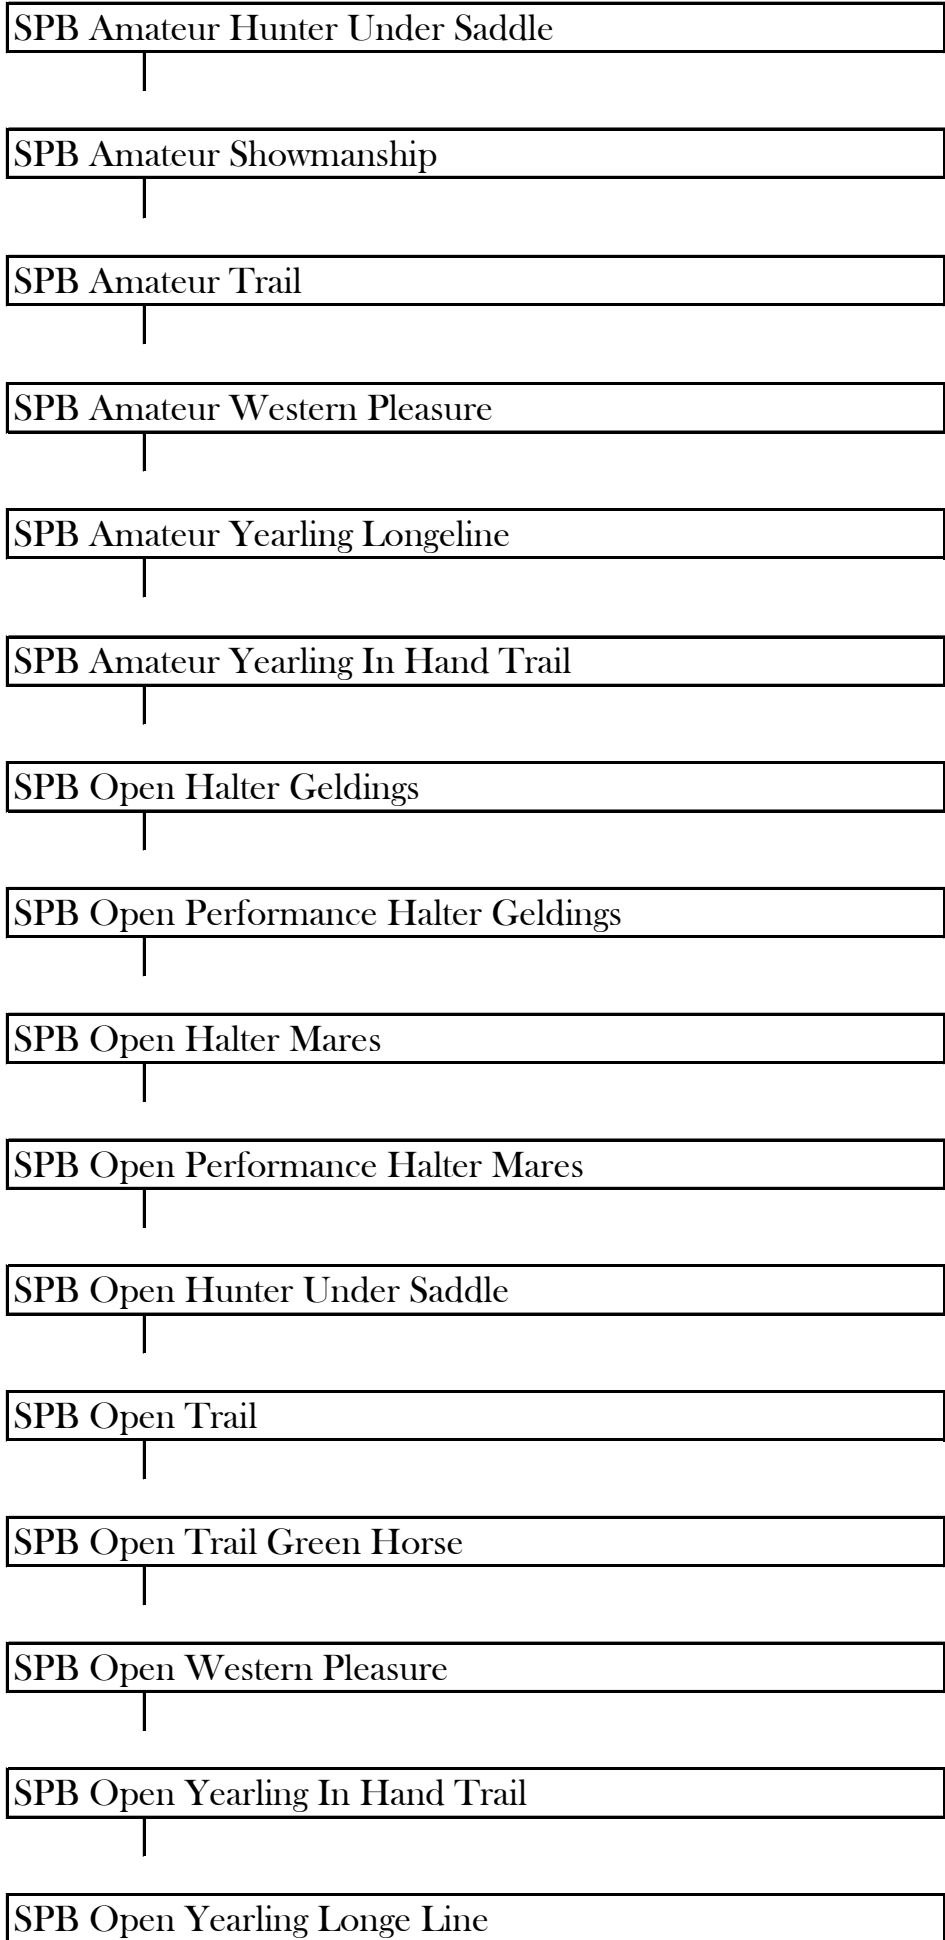 SPB Amateur Hunter Under Saddle
SPB Amateur Showmanship
SPB Amateur Trail
SPB Amateur Western Pleasure
SPB Amateur Yearling Longeline
SPB Amateur Yearling In Hand Trail
SPB Open Halter Geldings
SPB Open Performance Halter Geldings
SPB Open Halter Mares
SPB Open Performance Halter Mares
SPB Open Hunter Under Saddle
SPB Open Trail
SPB Open Trail Green Horse
SPB Open Western Pleasure
SPB Open Yearling In Hand Trail
SPB Open Yearling Longe Line